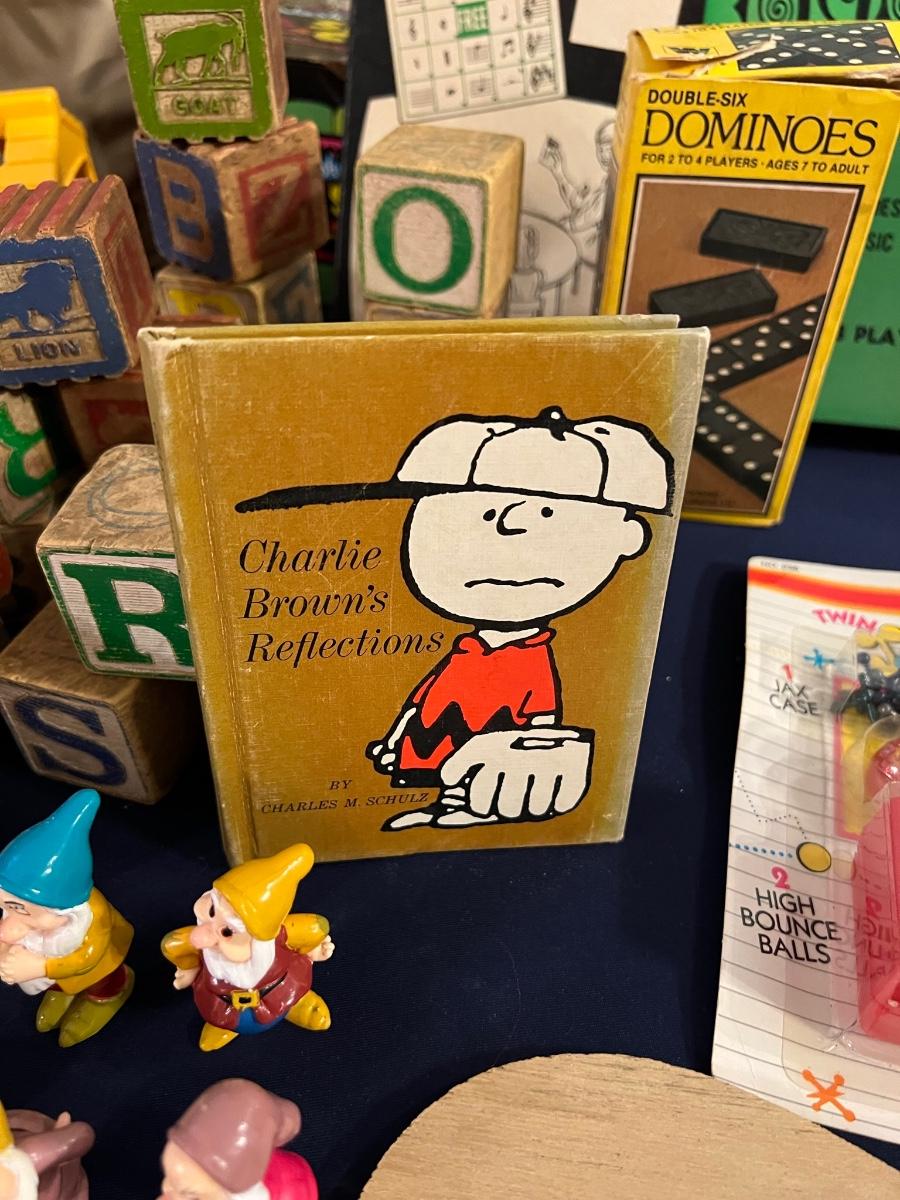 GOAT
B
Z
O
LION
R
S
FREE
DOUBLE-SIX
DOMINOES
FOR 2 TO 4 PLAYERS · AGES 7 TO ADULT
Charlie
Brown's
Reflections
BY
CHARLES M. SCHULZ
TWIN
1
JAX
CASE
2
HIGH
BOUNCE
BALLS